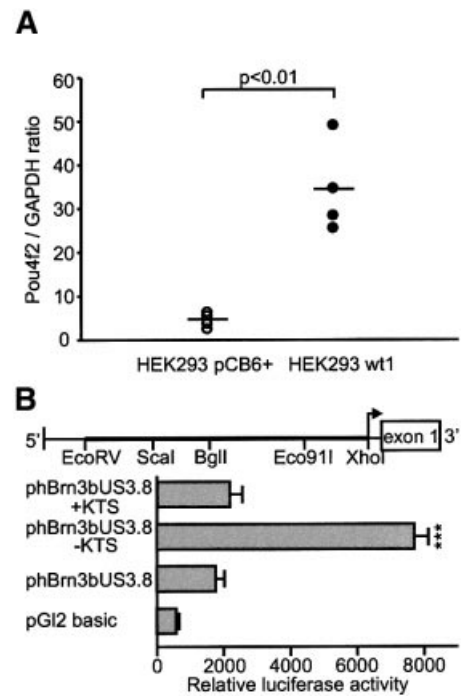 A
p<0.01
Pou4f2 / GAPDH ratio
60
50
40
30
20
10
0
HEK293 pCB6+ HEK293 wt1
B
5' exon 1 3'
EcoRV ScaI BglI Eco91I XhoI
phBrn3bUS3.8
+KTS
phBrn3bUS3.8
-KTS
***
phBrn3bUS3.8
pGl2 basic
0 2000 4000 6000 8000
Relative luciferase activity